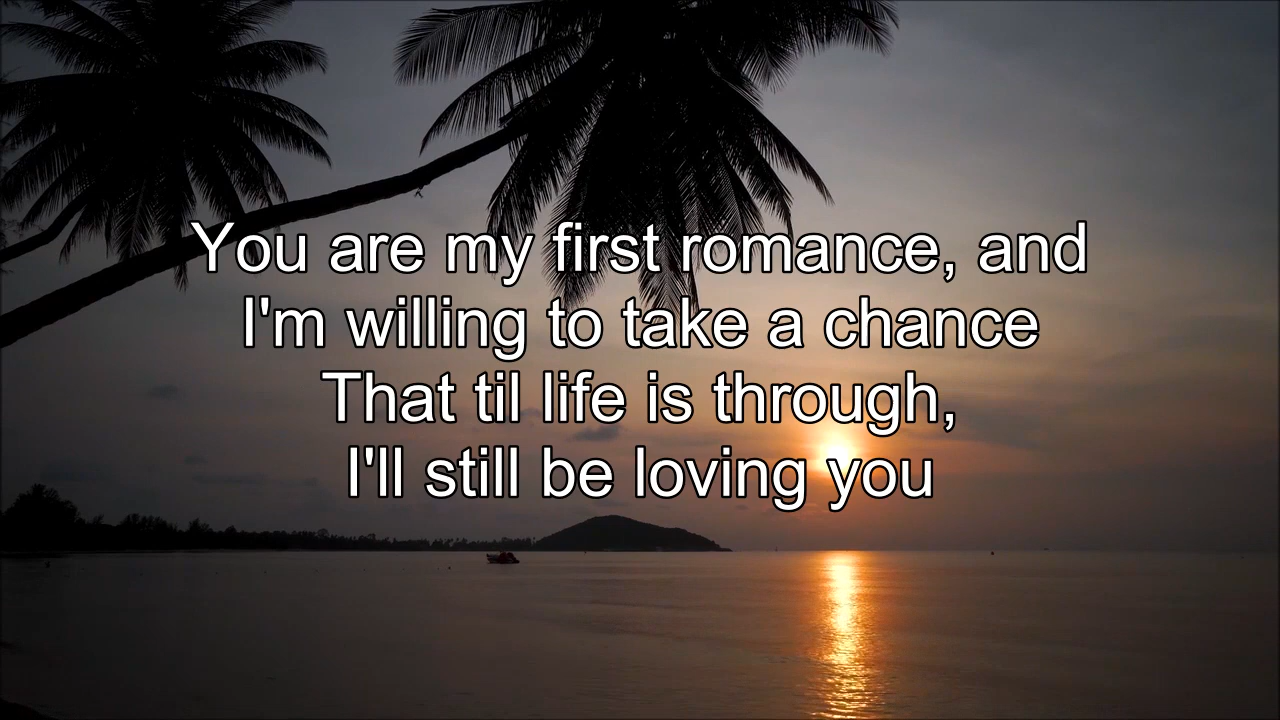 You are my first romance, and
I'm willing to take a chance
That til life is through,
I'll still be loving you